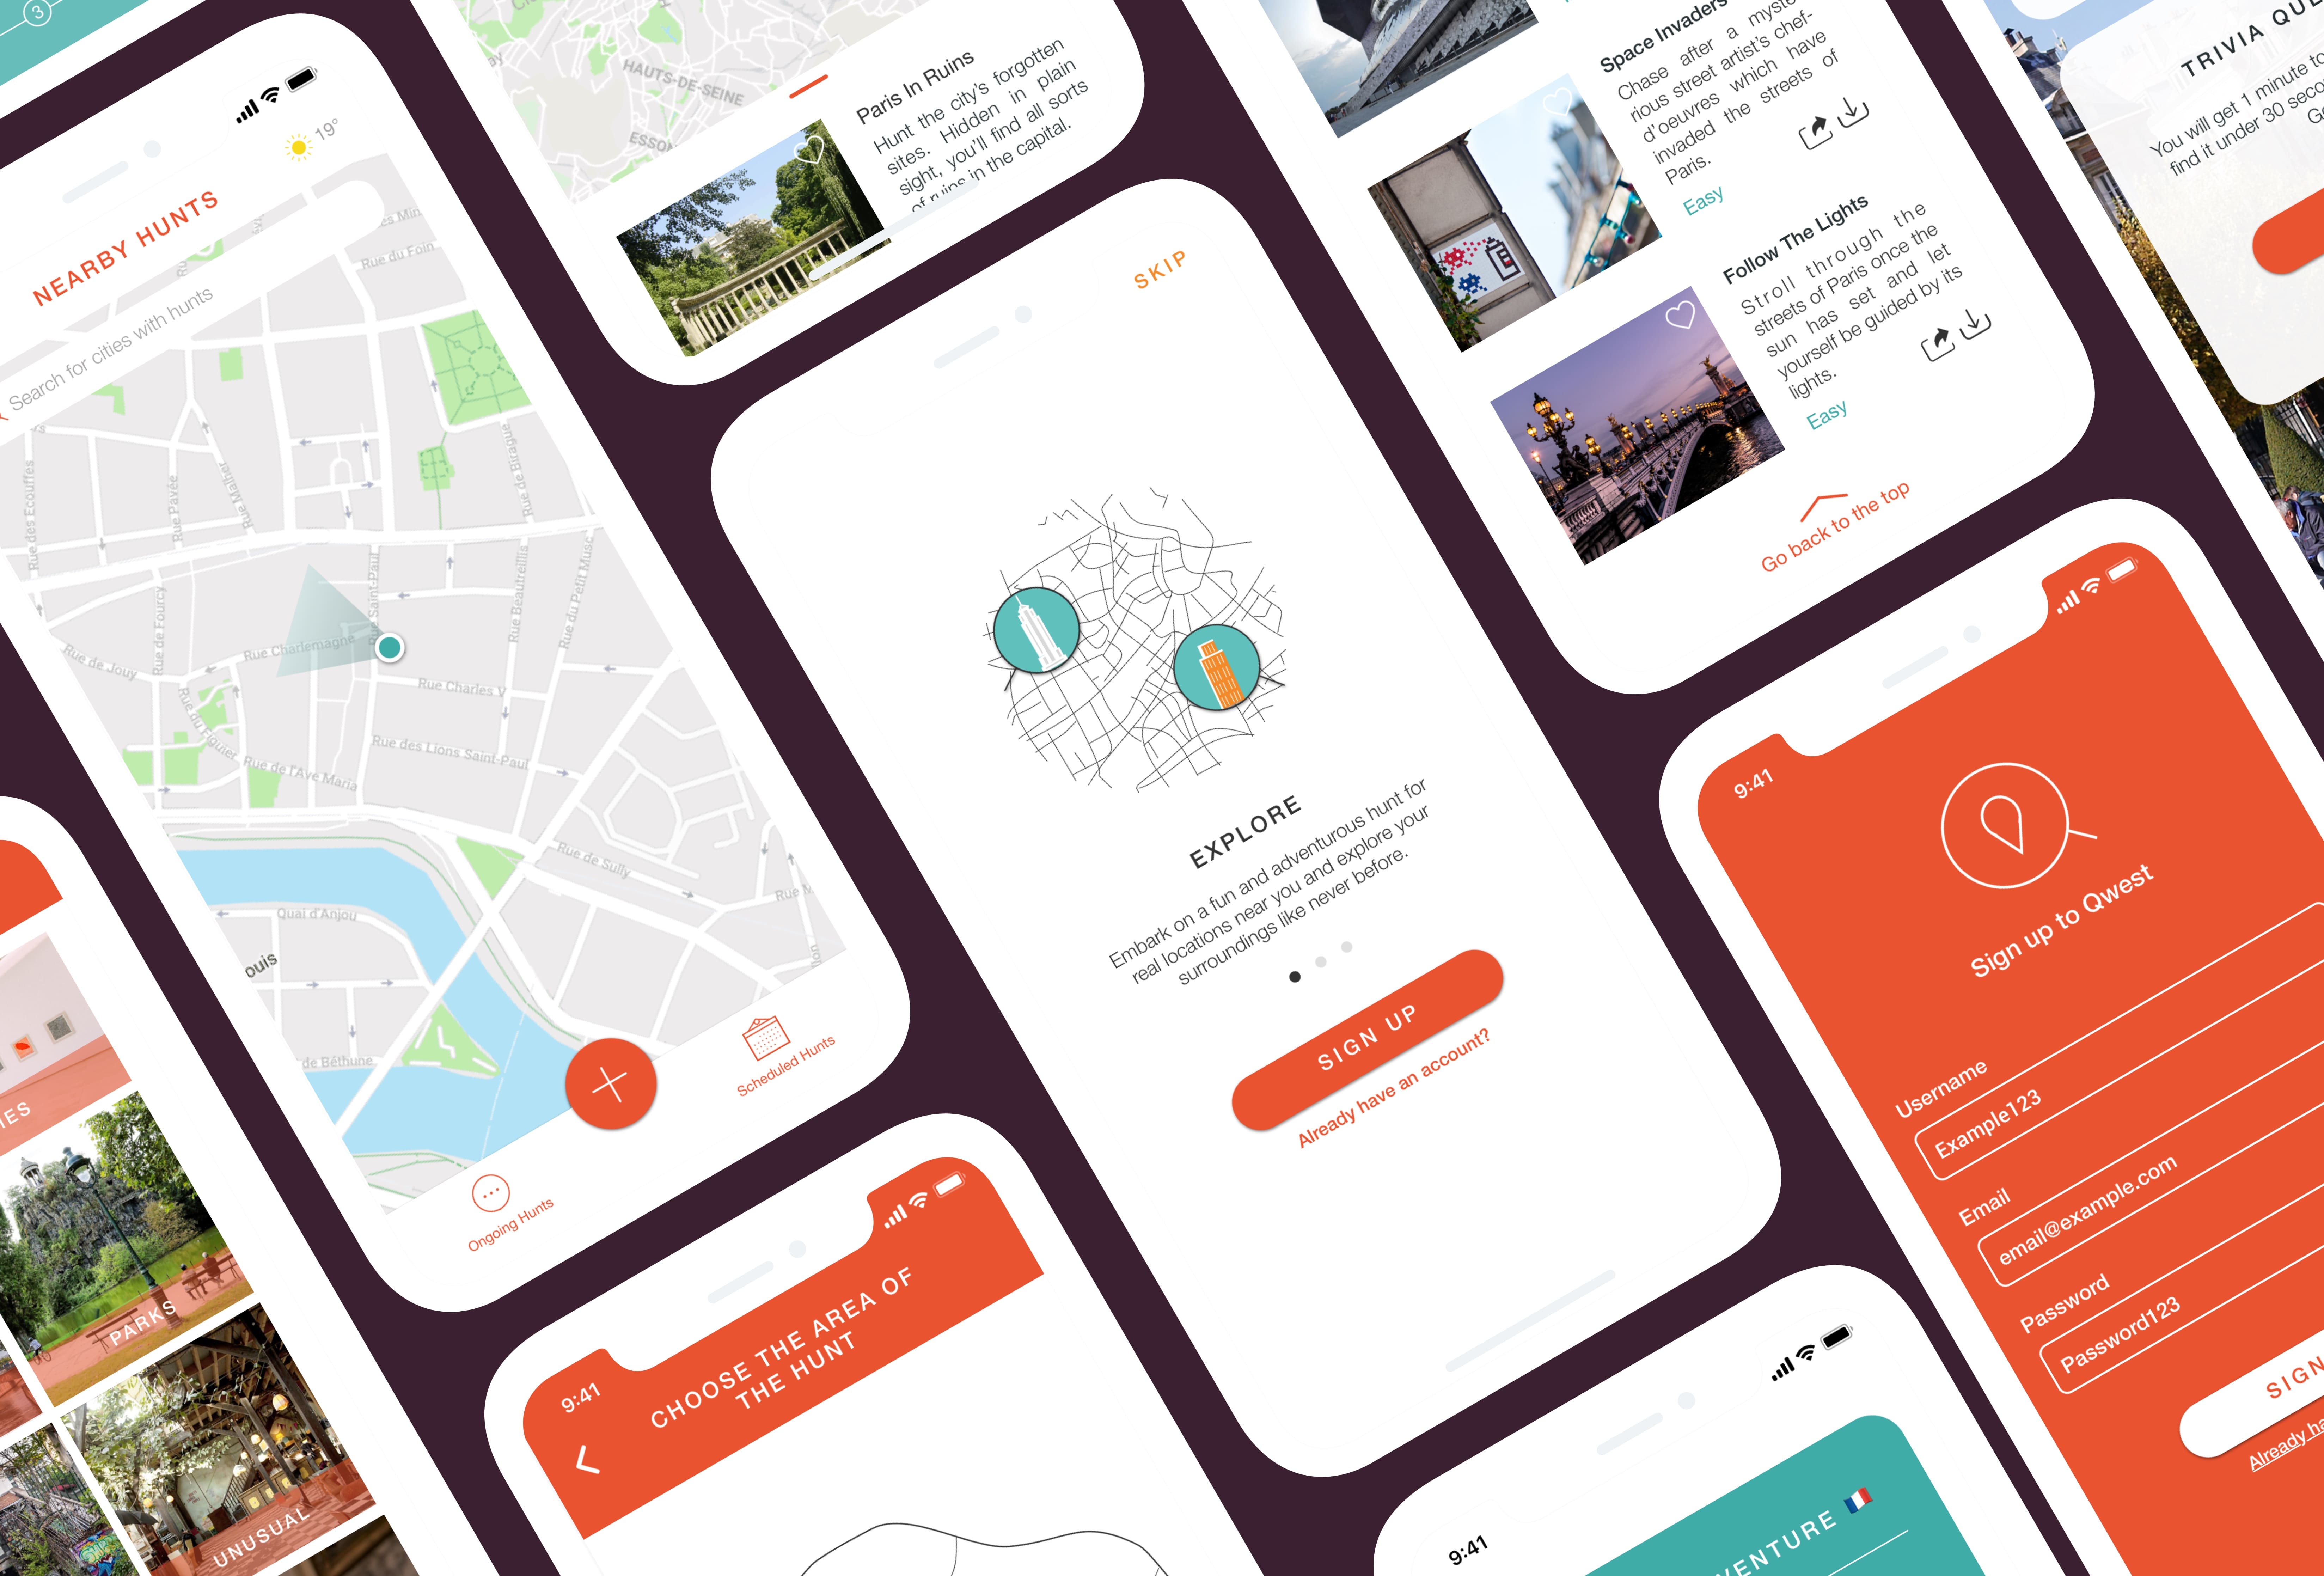 3
19°
NEARBY HUNTS
Search for cities with hunts
Rue du Foin
Rue des Ecouffes
Rue Pavée
Rue Malher
Rue de Birague
Rue de Fourcy
Rue Saint-Paul
Rue Beautreillis
Rue du Petit Musc
Rue Charlemagne
Rue de Jouy
Rue Charles V
Rue du Figuier
Rue des Lions Saint-Paul
Rue de l'Ave Maria
Rue de Sully
Quai d'Anjou
ouis
de Béthune
Ongoing Hunts
Scheduled Hunts
HAUTS-DE-SEINE
Paris In Ruins
Hunt the city's forgotten
sites. Hidden in plain
sight, you'll find all sorts
of ruins in the capital.
SKIP
EXPLORE
Embark on a fun and adventurous hunt for
real locations near you and explore your
surroundings like never before.
SIGN UP
Already have an account?
Space Invaders
Chase after a myste-
rious street artist's chef-
d'oeuvres which have
invaded the streets of
Paris.
Easy
Follow The Lights
Stroll through the
streets of Paris once the
sun has set and let
yourself be guided by its
lights.
Easy
Go back to the top
TRIVIA QUE
You will get 1 minute to
find it under 30 seco
Go
9:41
Sign up to Qwest
Username
Example123
Email
email@example.com
Password
Password123
SIGN
Already ha
IES
PARKS
UNUSUAL
9:41
CHOOSE THE AREA OF
THE HUNT
9:41
VENTURE